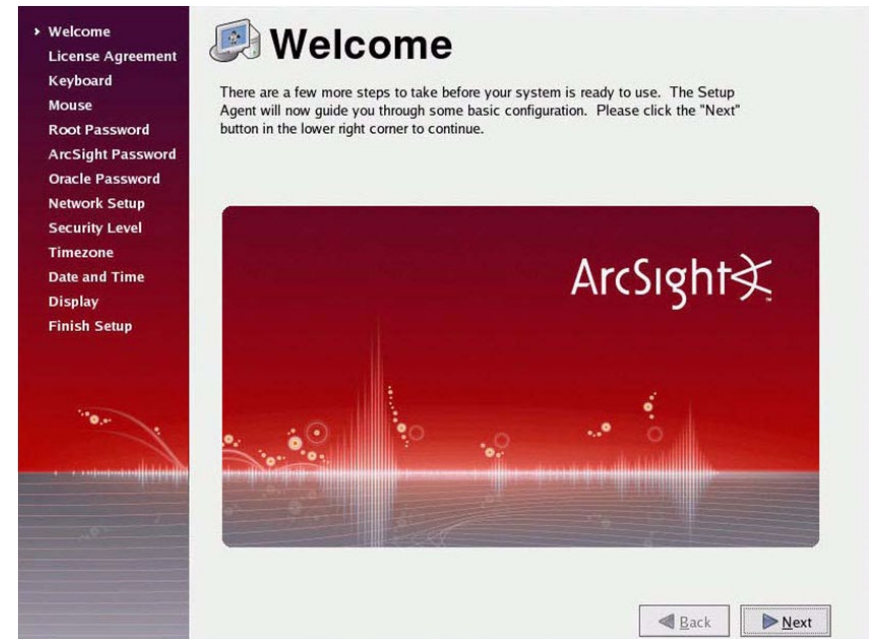 Welcome
License Agreement
Keyboard
Mouse
Root Password
ArcSight Password
Oracle Password
Network Setup
Security Level
Timezone
Date and Time
Display
Finish Setup
Welcome
There are a few more steps to take before your system is ready to use. The Setup
Agent will now guide you through some basic configuration. Please click the "Next"
button in the lower right corner to continue.
ArcSight
Back
Next